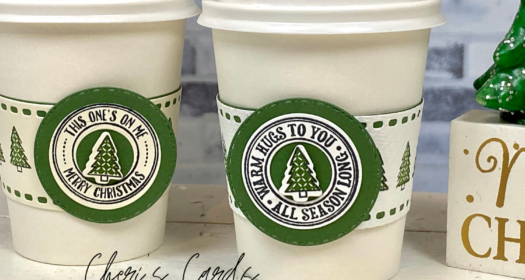 THIS ONE'S ON ME
MERRY CHRISTMAS
WARM HUGS TO YOU • ALL SEASON LONG •
CH
Cheri's Cards